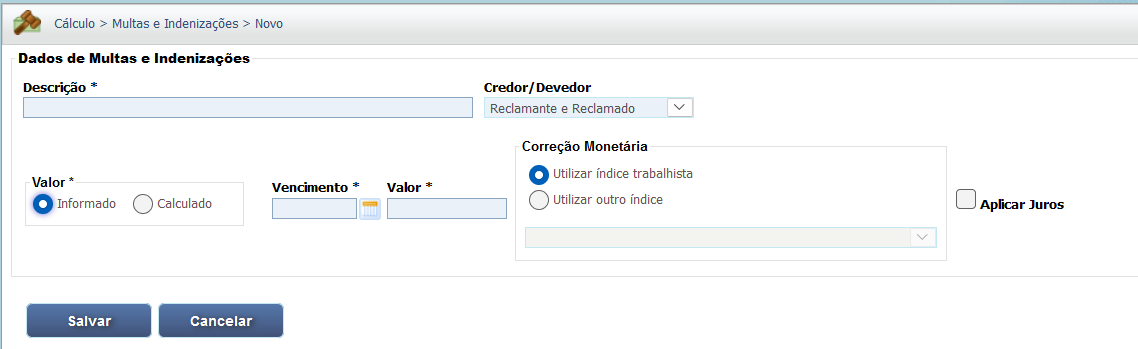 Cálculo > Multas e Indenizações > Novo
Dados de Multas e Indenizações
Descrição *
Credor/Devedor
Reclamante e Reclamado
Correção Monetária
Utilizar índice trabalhista
Utilizar outro índice
Valor *
Informado
Calculado
Vencimento *
Valor *
Aplicar Juros
Salvar
Cancelar